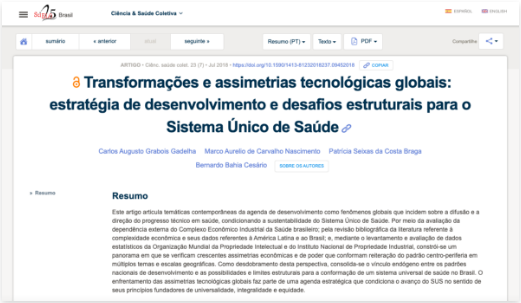 SciELO 25 Brasil
Ciência & Saúde Coletiva
ESPAÑOL
ENGLISH
sumário
« anterior
atual
seguinte »
Resumo (PT)
Texto
PDF
Compartilhe
ARTIGO • Ciênc. saúde colet. 23 (7) • Jul 2018 • https://doi.org/10.1590/1413-81232018237.09452018
COPIAR
Transformações e assimetrias tecnológicas globais:
estratégia de desenvolvimento e desafios estruturais para o
Sistema Único de Saúde
Carlos Augusto Grabois Gadelha Marco Aurelio de Carvalho Nascimento Patrícia Seixas da Costa Braga
Bernardo Bahia Cesário
SOBRE OS AUTORES
» Resumo
Resumo
Este artigo articula temáticas contemporâneas da agenda de desenvolvimento como fenômenos globais que incidem sobre a difusão e a
direção do progresso técnico em saúde, condicionando a sustentabilidade do Sistema Único de Saúde. Por meio da avaliação da
dependência externa do Complexo Econômico Industrial da Saúde brasileiro; pela revisão bibliográfica da literatura referente à
complexidade econômica e seus dados referentes à América Latina e ao Brasil; e, mediante o levantamento e avaliação de dados
estatísticos da Organização Mundial da Propriedade Intelectual e do Instituto Nacional de Propriedade Industrial, constrói-se um
panorama em que se verificam crescentes assimetrias econômicas e de poder que conformam reiteração do padrão centro-periferia em
múltiplos temas e escalas geográficas. Como desdobramento desta perspectiva, consolida-se o vínculo endógeno entre os padrões
nacionais de desenvolvimento e as possibilidades e limites estruturais para a conformação de um sistema universal de saúde no Brasil. O
enfrentamento das assimetrias tecnológicas globais faz parte de uma agenda estratégica que condiciona o avanço do SUS no sentido de
seus princípios fundadores de universalidade, integralidade e equidade.